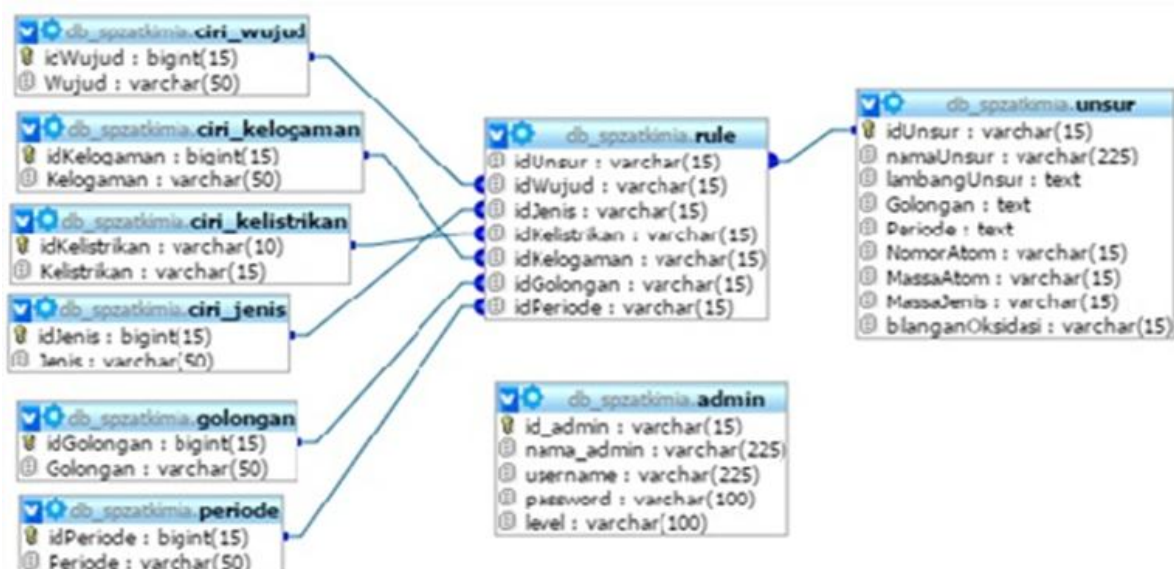 db_spzatkimia.ciri_wujud
idWujud : bigint(15)
Wujud : varchar(50)
db_spzatkimia.ciri_kelogaman
idKelogaman : bigint(15)
Kelogaman : varchar(50)
db_spzatkimia.ciri_kelistrikan
idKelistrikan : varchar(10)
Kelistrikan : varchar(15)
db_spzatkimia.ciri_jenis
idJenis : bigint(15)
Jenis : varchar(50)
db_spzatkimia.golongan
idGolongan : bigint(15)
Golongan : varchar(50)
db_spzatkimia.periode
idPeriode : bigint(15)
Periode : varchar(50)
db_spzatkimia.rule
idUnsur : varchar(15)
idWujud : varchar(15)
idJenis : varchar(15)
idKelistrikan : varchar(15)
idKelogaman : varchar(15)
idGolongan : varchar(15)
idPeriode : varchar(15)
db_spzatkimia.admin
id_admin : varchar(15)
nama_admin : varchar(225)
username : varchar(225)
password : varchar(100)
level : varchar(100)
db_spzatkimia.unsur
idUnsur : varchar(15)
namaUnsur : varchar(225)
lambangUnsur : text
Golongan : text
Periode : text
NomorAtom : varchar(15)
MassaAtom : varchar(15)
MassaJenis : varchar(15)
bilanganOksidasi : varchar(15)